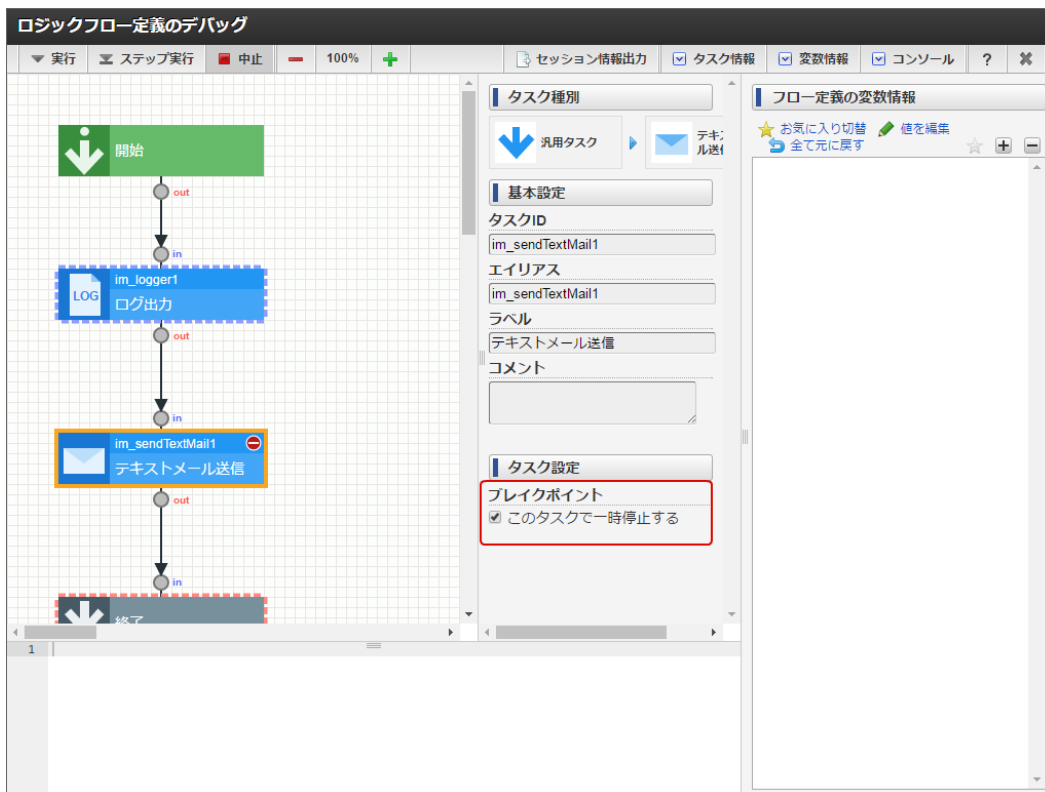 ロジックフロー定義のデバッグ
実行 ステップ実行 中止 100% セッション情報出力 タスク情報 変数情報 コンソール ?
開始
out
in
im_logger1
LOG
ログ出力
out
in
im_sendTextMail1
テキストメール送信
out
in
終了
タスク種別
汎用タスク
テキ
ル送
基本設定
タスクID
im_sendTextMail1
エイリアス
im_sendTextMail1
ラベル
テキストメール送信
コメント
タスク設定
ブレイクポイント
このタスクで一時停止する
フロー定義の変数情報
お気に入り切替 値を編集
全て元に戻す
1